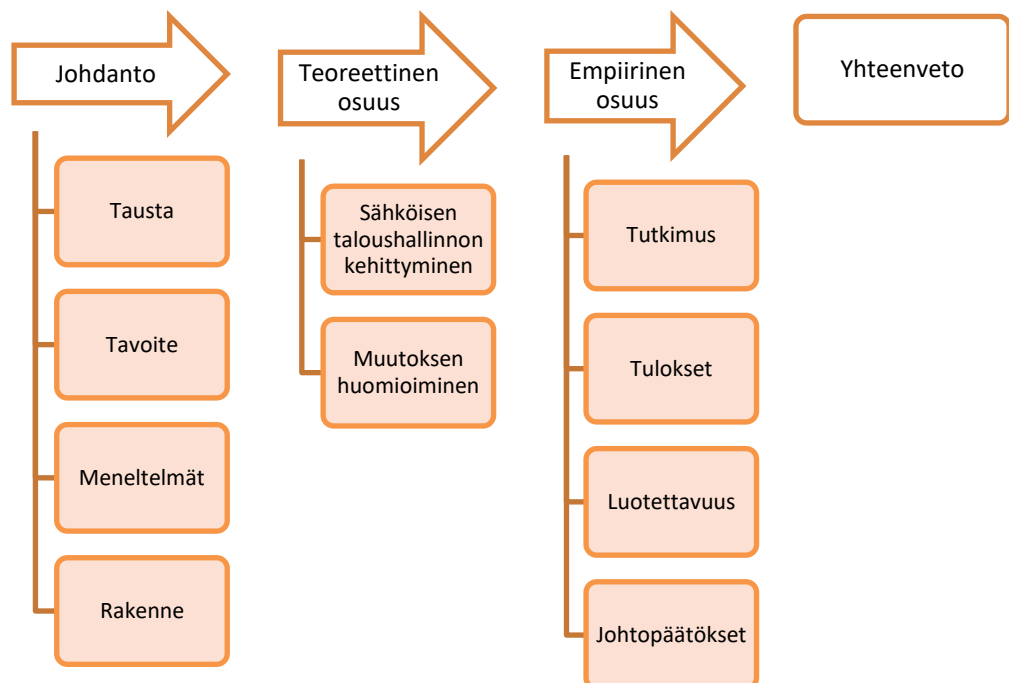 Johdanto
Tausta
Tavoite
Meneltelmät
Rakenne
Teoreettinen
osuus
Sähköisen
taloushallinnon
kehittyminen
Muutoksen
huomioiminen
Empiirinen
osuus
Tutkimus
Tulokset
Luotettavuus
Johtopäätökset
Yhteenveto